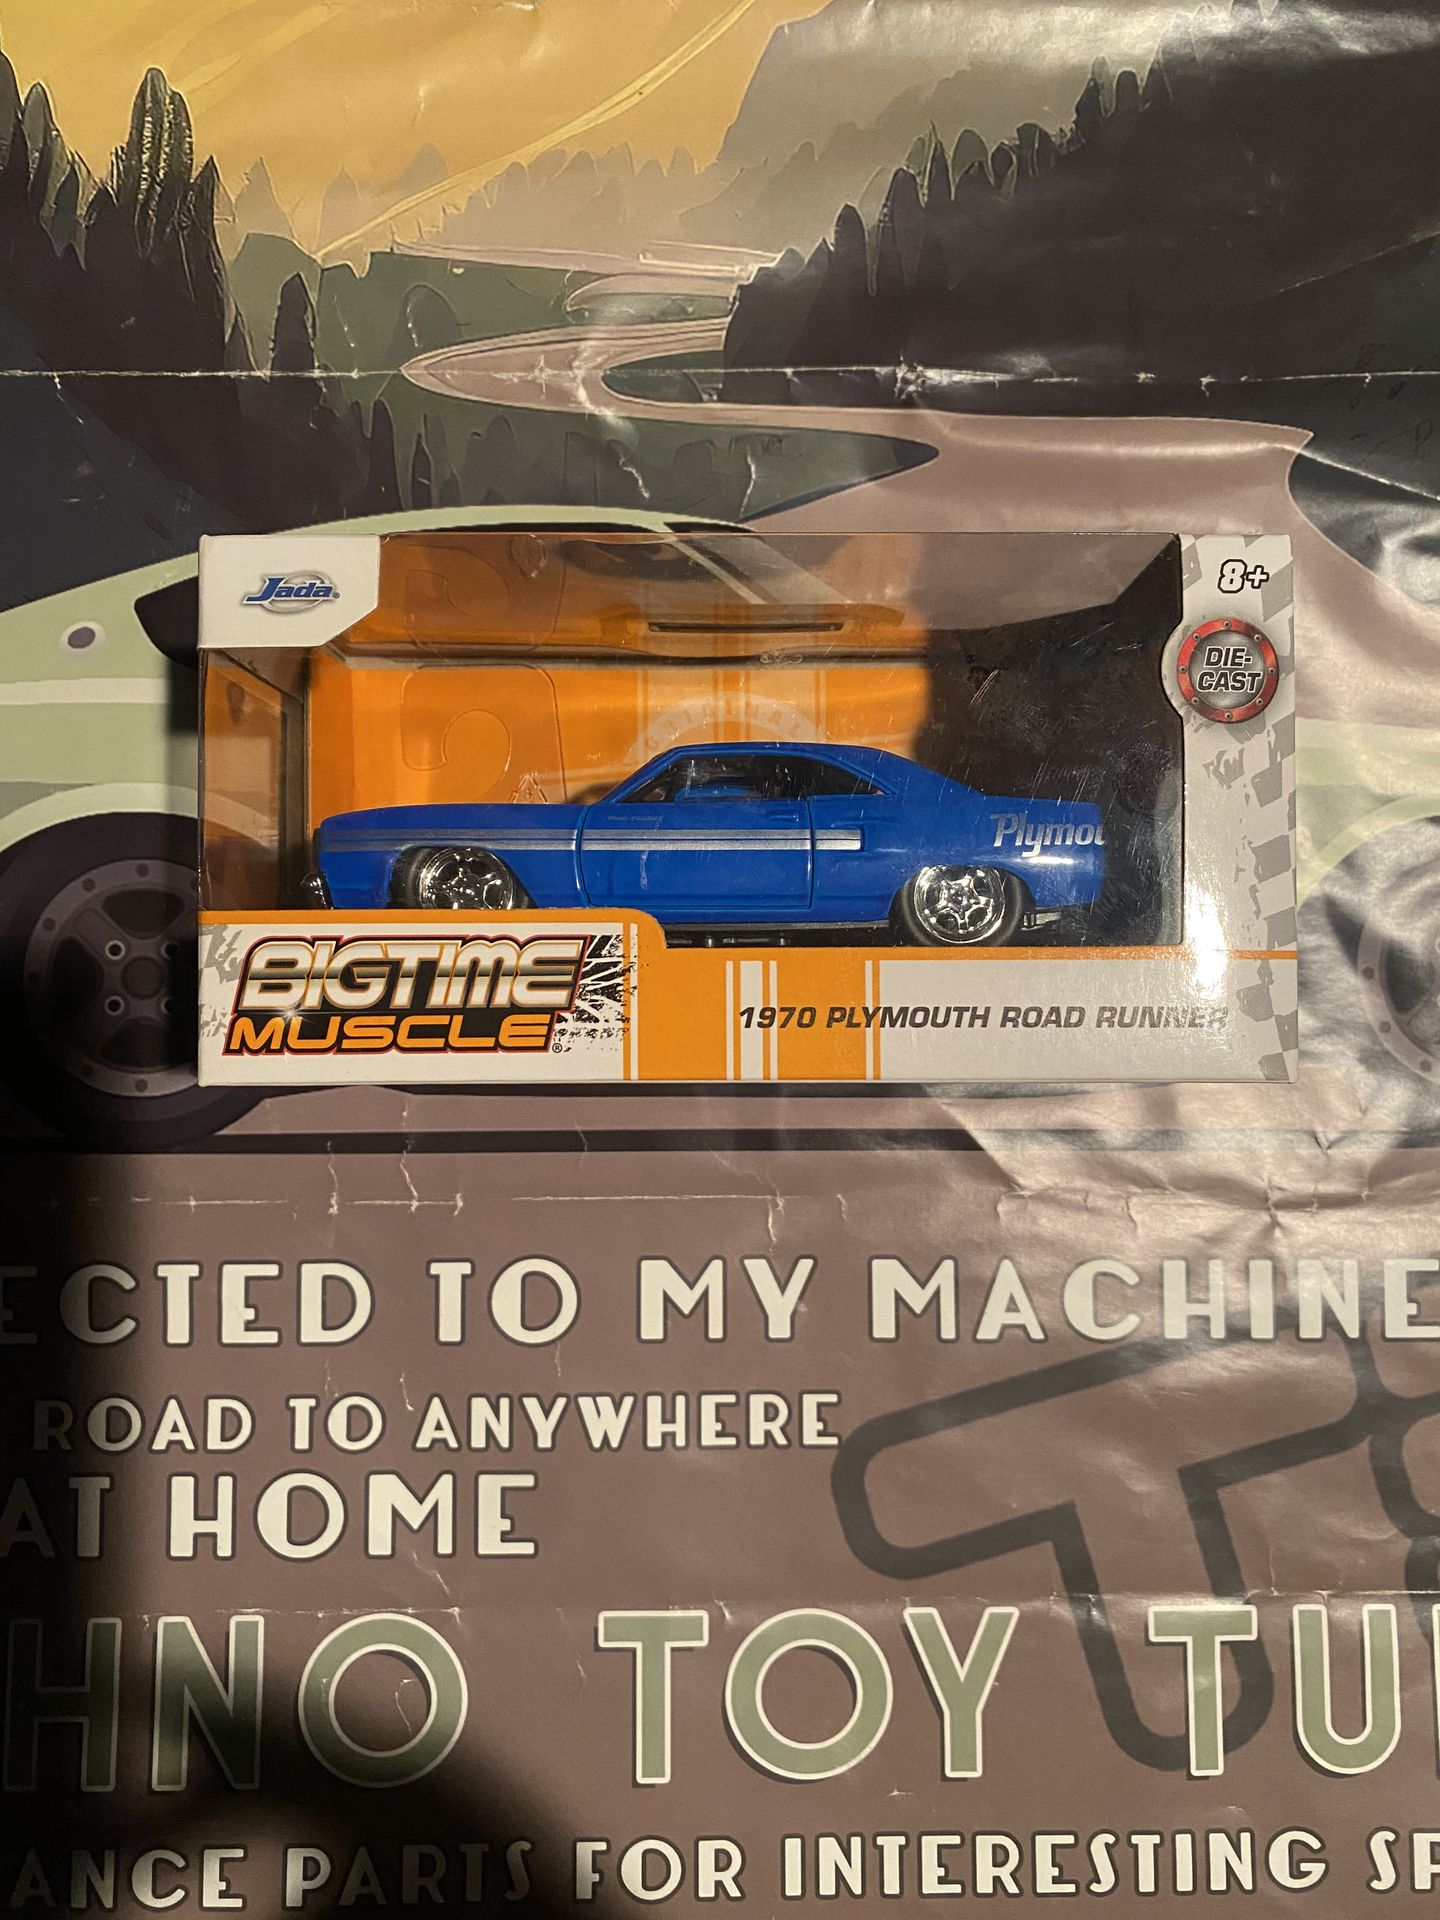 Jada®
8+
DIE-
CAST
Plymou
BIGTIME
MUSCLE®
1970 PLYMOUTH ROAD RUNNER
ECTED TO MY MACHINE
ROAD TO ANYWHERE
AT HOME
HNO TOY TU
ANCE PARTS FOR INTERESTING SP